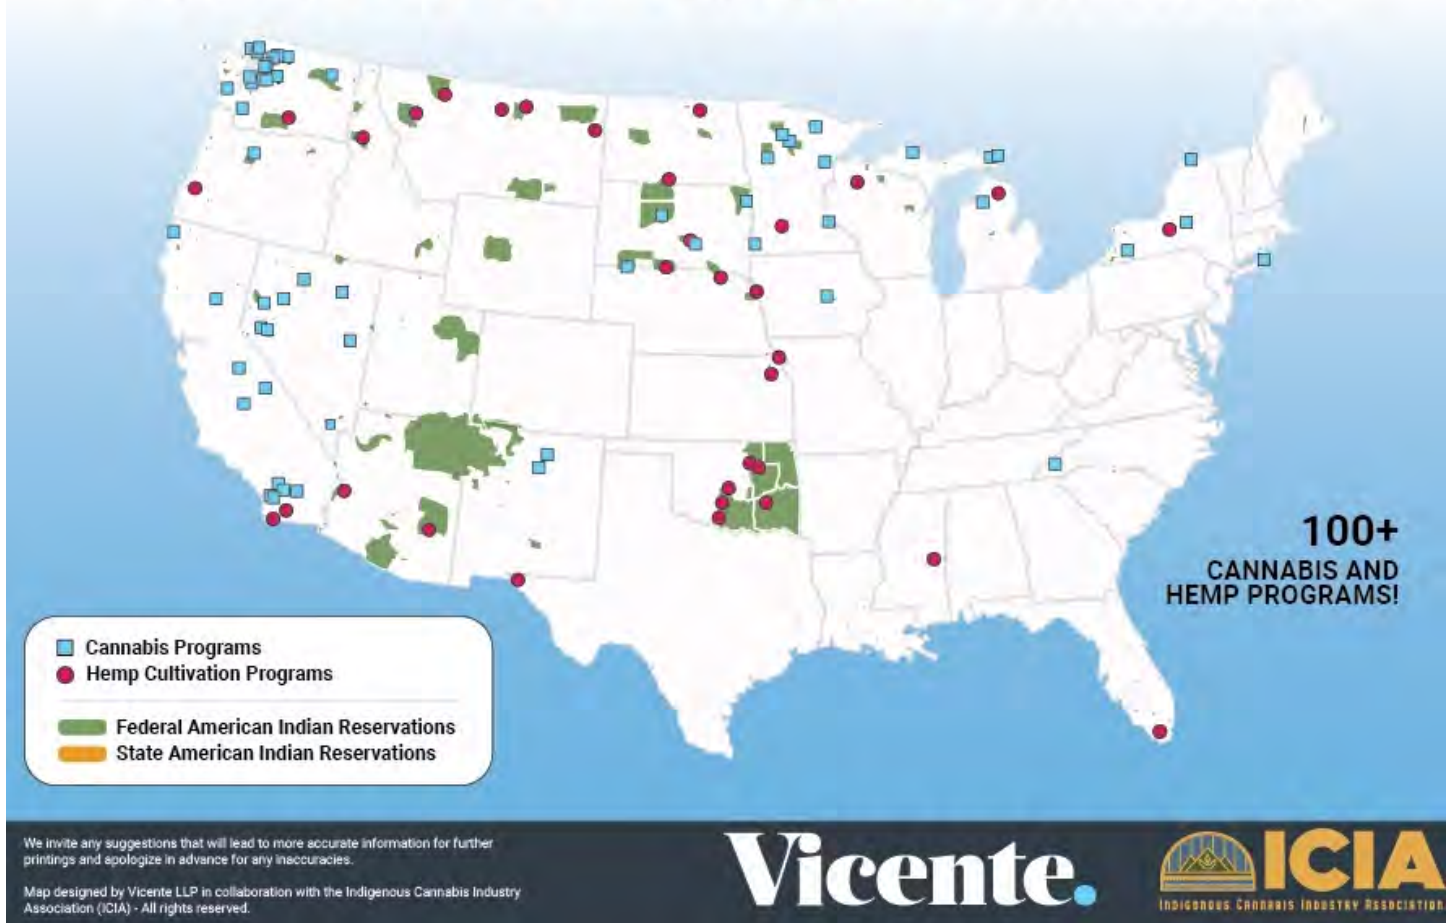 100+
CANNABIS AND
HEMP PROGRAMS!
Cannabis Programs
Hemp Cultivation Programs
Federal American Indian Reservations
State American Indian Reservations
We invite any suggestions that will lead to more accurate information for further
printings and apologize in advance for any inaccuracies.
Map designed by Vicente LLP in collaboration with the Indigenous Cannabis Industry
Association (ICIA) - All rights reserved.
Vicente.
ICIA
INDIGENOUS CANNABIS INDUSTRY ASSOCIATION